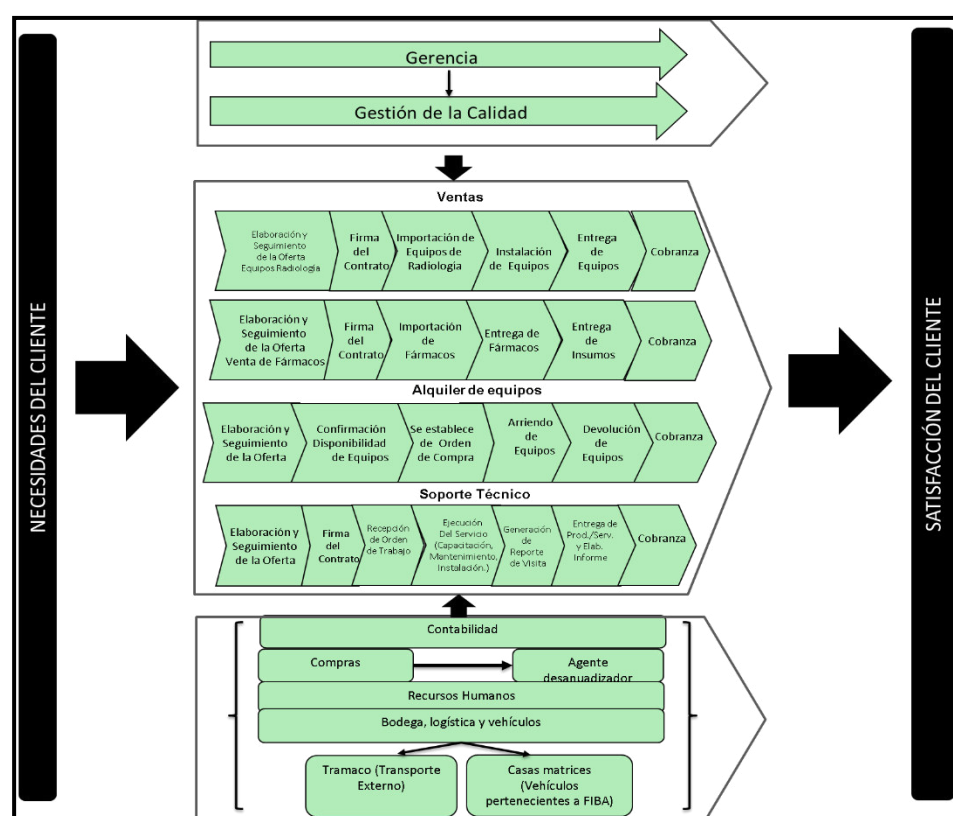 NECESIDADES DEL CLIENTE
Gerencia
Gestión de la Calidad
Ventas
Elaboración y
Seguimiento
de la Oferta
Equipos Radiología
Firma
del
Contrato
Importación de
Equipos de
Radiología
Instalación
de Equipos
Entrega
de
Equipos
Cobranza
Elaboración y
Seguimiento
de la Oferta
Venta de Fármacos
Firma
del
Contrato
Importación
de
Fármacos
Entrega de
Fármacos
Entrega
de
Insumos
Cobranza
Alquiler de equipos
Elaboración y
Seguimiento
de la Oferta
Confirmación
Disponibilidad
de Equipos
Se establece
de Orden
de Compra
Arriendo
de
Equipos
Devolución
de
Equipos
Cobranza
Soporte Técnico
Elaboración y
Seguimiento
de la Oferta
Firma
del
Contrato
Recepción
de Orden
de Trabajo
Ejecución
Del Servicio
(Capacitación,
Mantenimiento,
Instalación.)
Generación
de
Reporte
de Visita
Entrega de
Prod./Serv.
y Elab.
Informe
Cobranza
Contabilidad
Compras
Agente
desanuadizador
Recursos Humanos
Bodega, logística y vehículos
Tramaco (Transporte
Externo)
Casas matrices
(Vehículos
pertenecientes a FIBA)
SATISFACCIÓN DEL CLIENTE